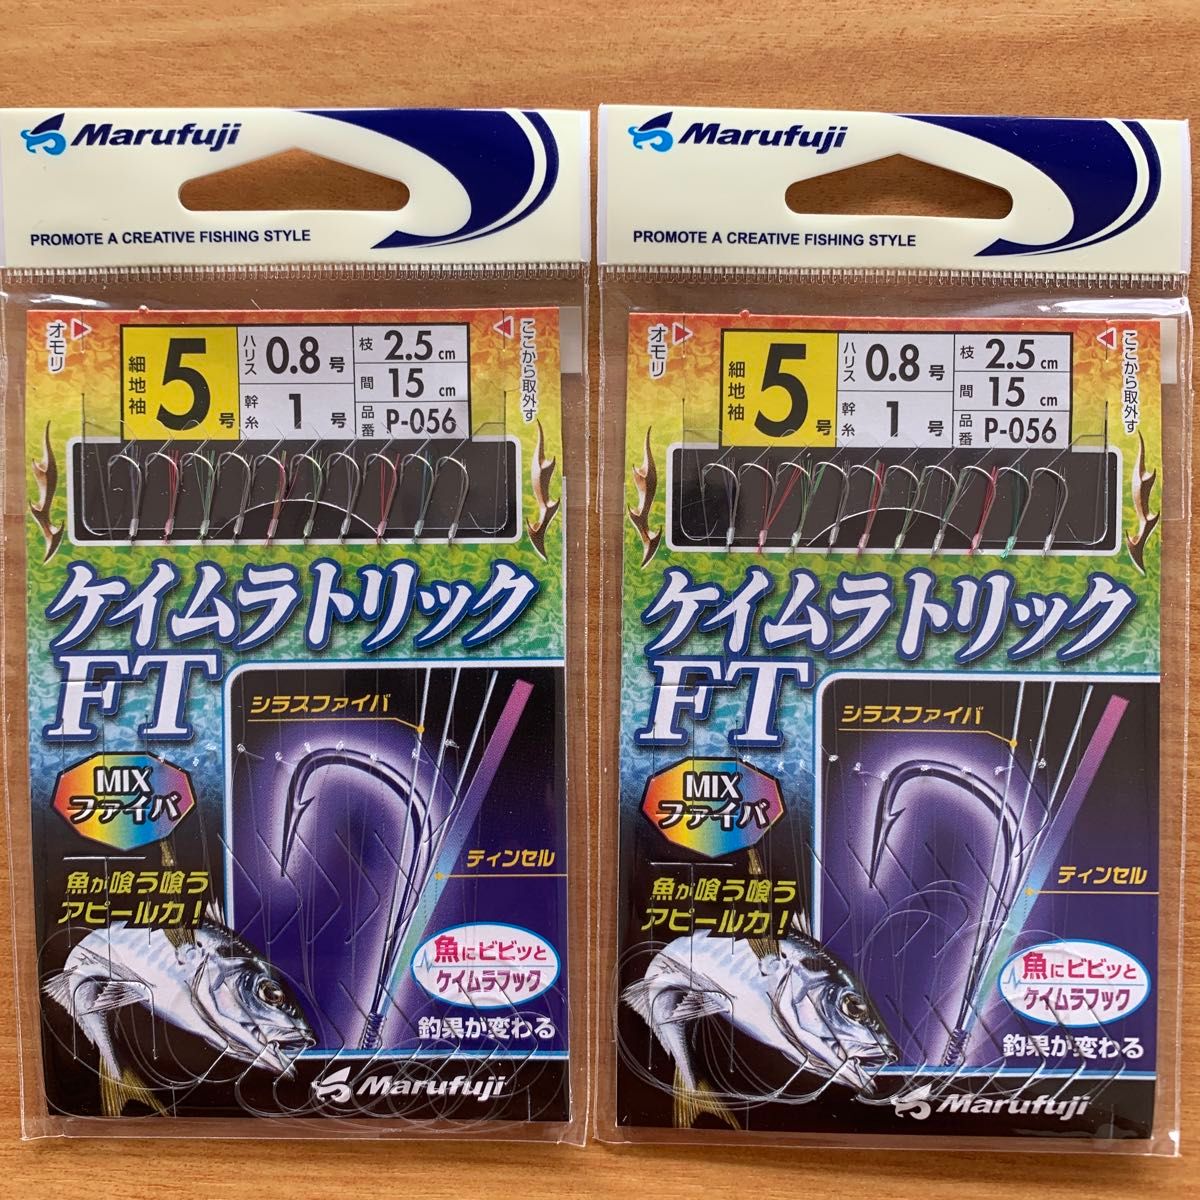 Marufuji
PROMOTE A CREATIVE FISHING STYLE
オモリ
細地袖
5号
ハリス
0.8号
幹糸
1号
枝
2.5cm
間
15cm
品番
P-056
ここから取外す
ケイムラトリック
FT
シラスファイバ
MIX
ファイバ
ティンセル
魚が喰う喰う
アピール力!
魚にビビッと
ケイムラフック
釣果が変わる
Marufuji
Marufuji
PROMOTE A CREATIVE FISHING STYLE
オモリ
細地袖
5号
ハリス
0.8号
幹糸
1号
枝
2.5cm
間
15cm
品番
P-056
ここから取外す
ケイムラトリック
FT
シラスファイバ
MIX
ファイバ
ティンセル
魚が喰う喰う
アピール力!
魚にビビッと
ケイムラフック
釣果が変わる
Marufuji